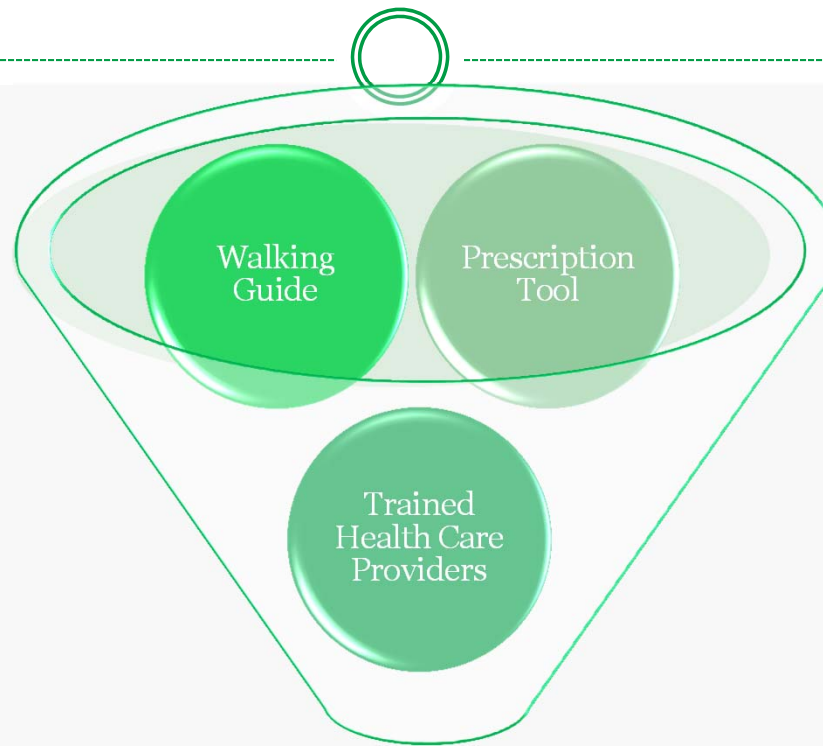 Walking
Guide
Prescription
Tool
Trained
Health Care
Providers